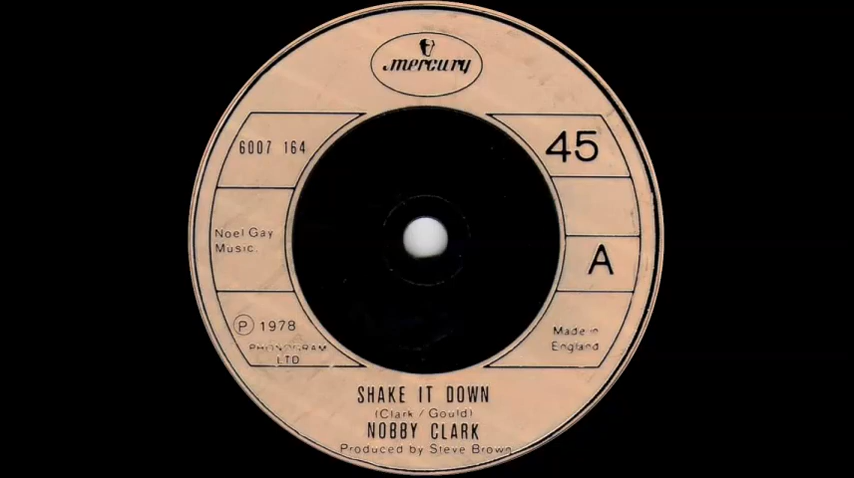 mercury
6007 164
45
Noel Gay
Music.
A
Ⓟ 1978
PHONOGRAM
LTD
Made in
England
SHAKE IT DOWN
(Clark / Gould)
NOBBY CLARK
Produced by Steve Brown